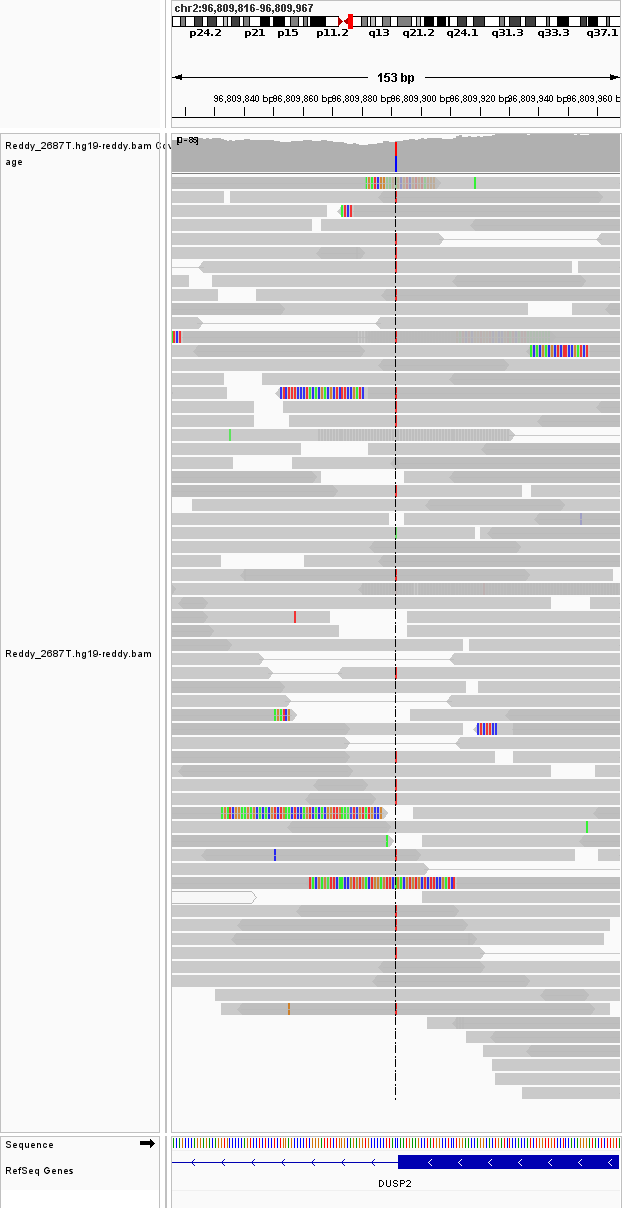 chr2:96,809,816-96,809,967
p24.2 p21 p15 p11.2 q13 q21.2 q24.1 q31.3 q33.3 q37.1
153 bp
96,809,840 bp 96,809,860 bp 96,809,880 bp 96,809,900 bp 96,809,920 bp 96,809,940 bp 96,809,960 b
Reddy_2687T.hg19-reddy.bam Cov
age
Reddy_2687T.hg19-reddy.bam
Sequence
RefSeq Genes
DUSP2